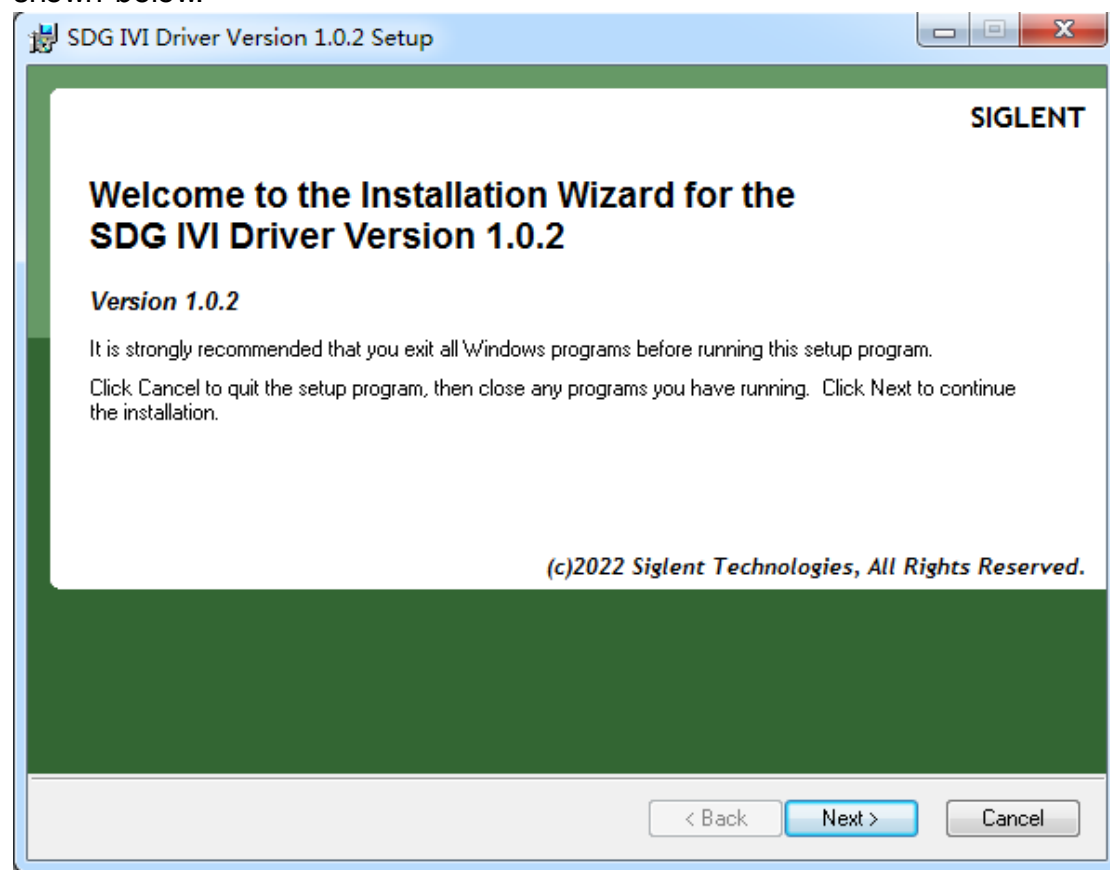 shown below.
SDG IVI Driver Version 1.0.2 Setup
SIGLENT
Welcome to the Installation Wizard for the
SDG IVI Driver Version 1.0.2
Version 1.0.2
It is strongly recommended that you exit all Windows programs before running this setup program.
Click Cancel to quit the setup program, then close any programs you have running. Click Next to continue
the installation.
(c)2022 Siglent Technologies, All Rights Reserved.
< Back
Next >
Cancel